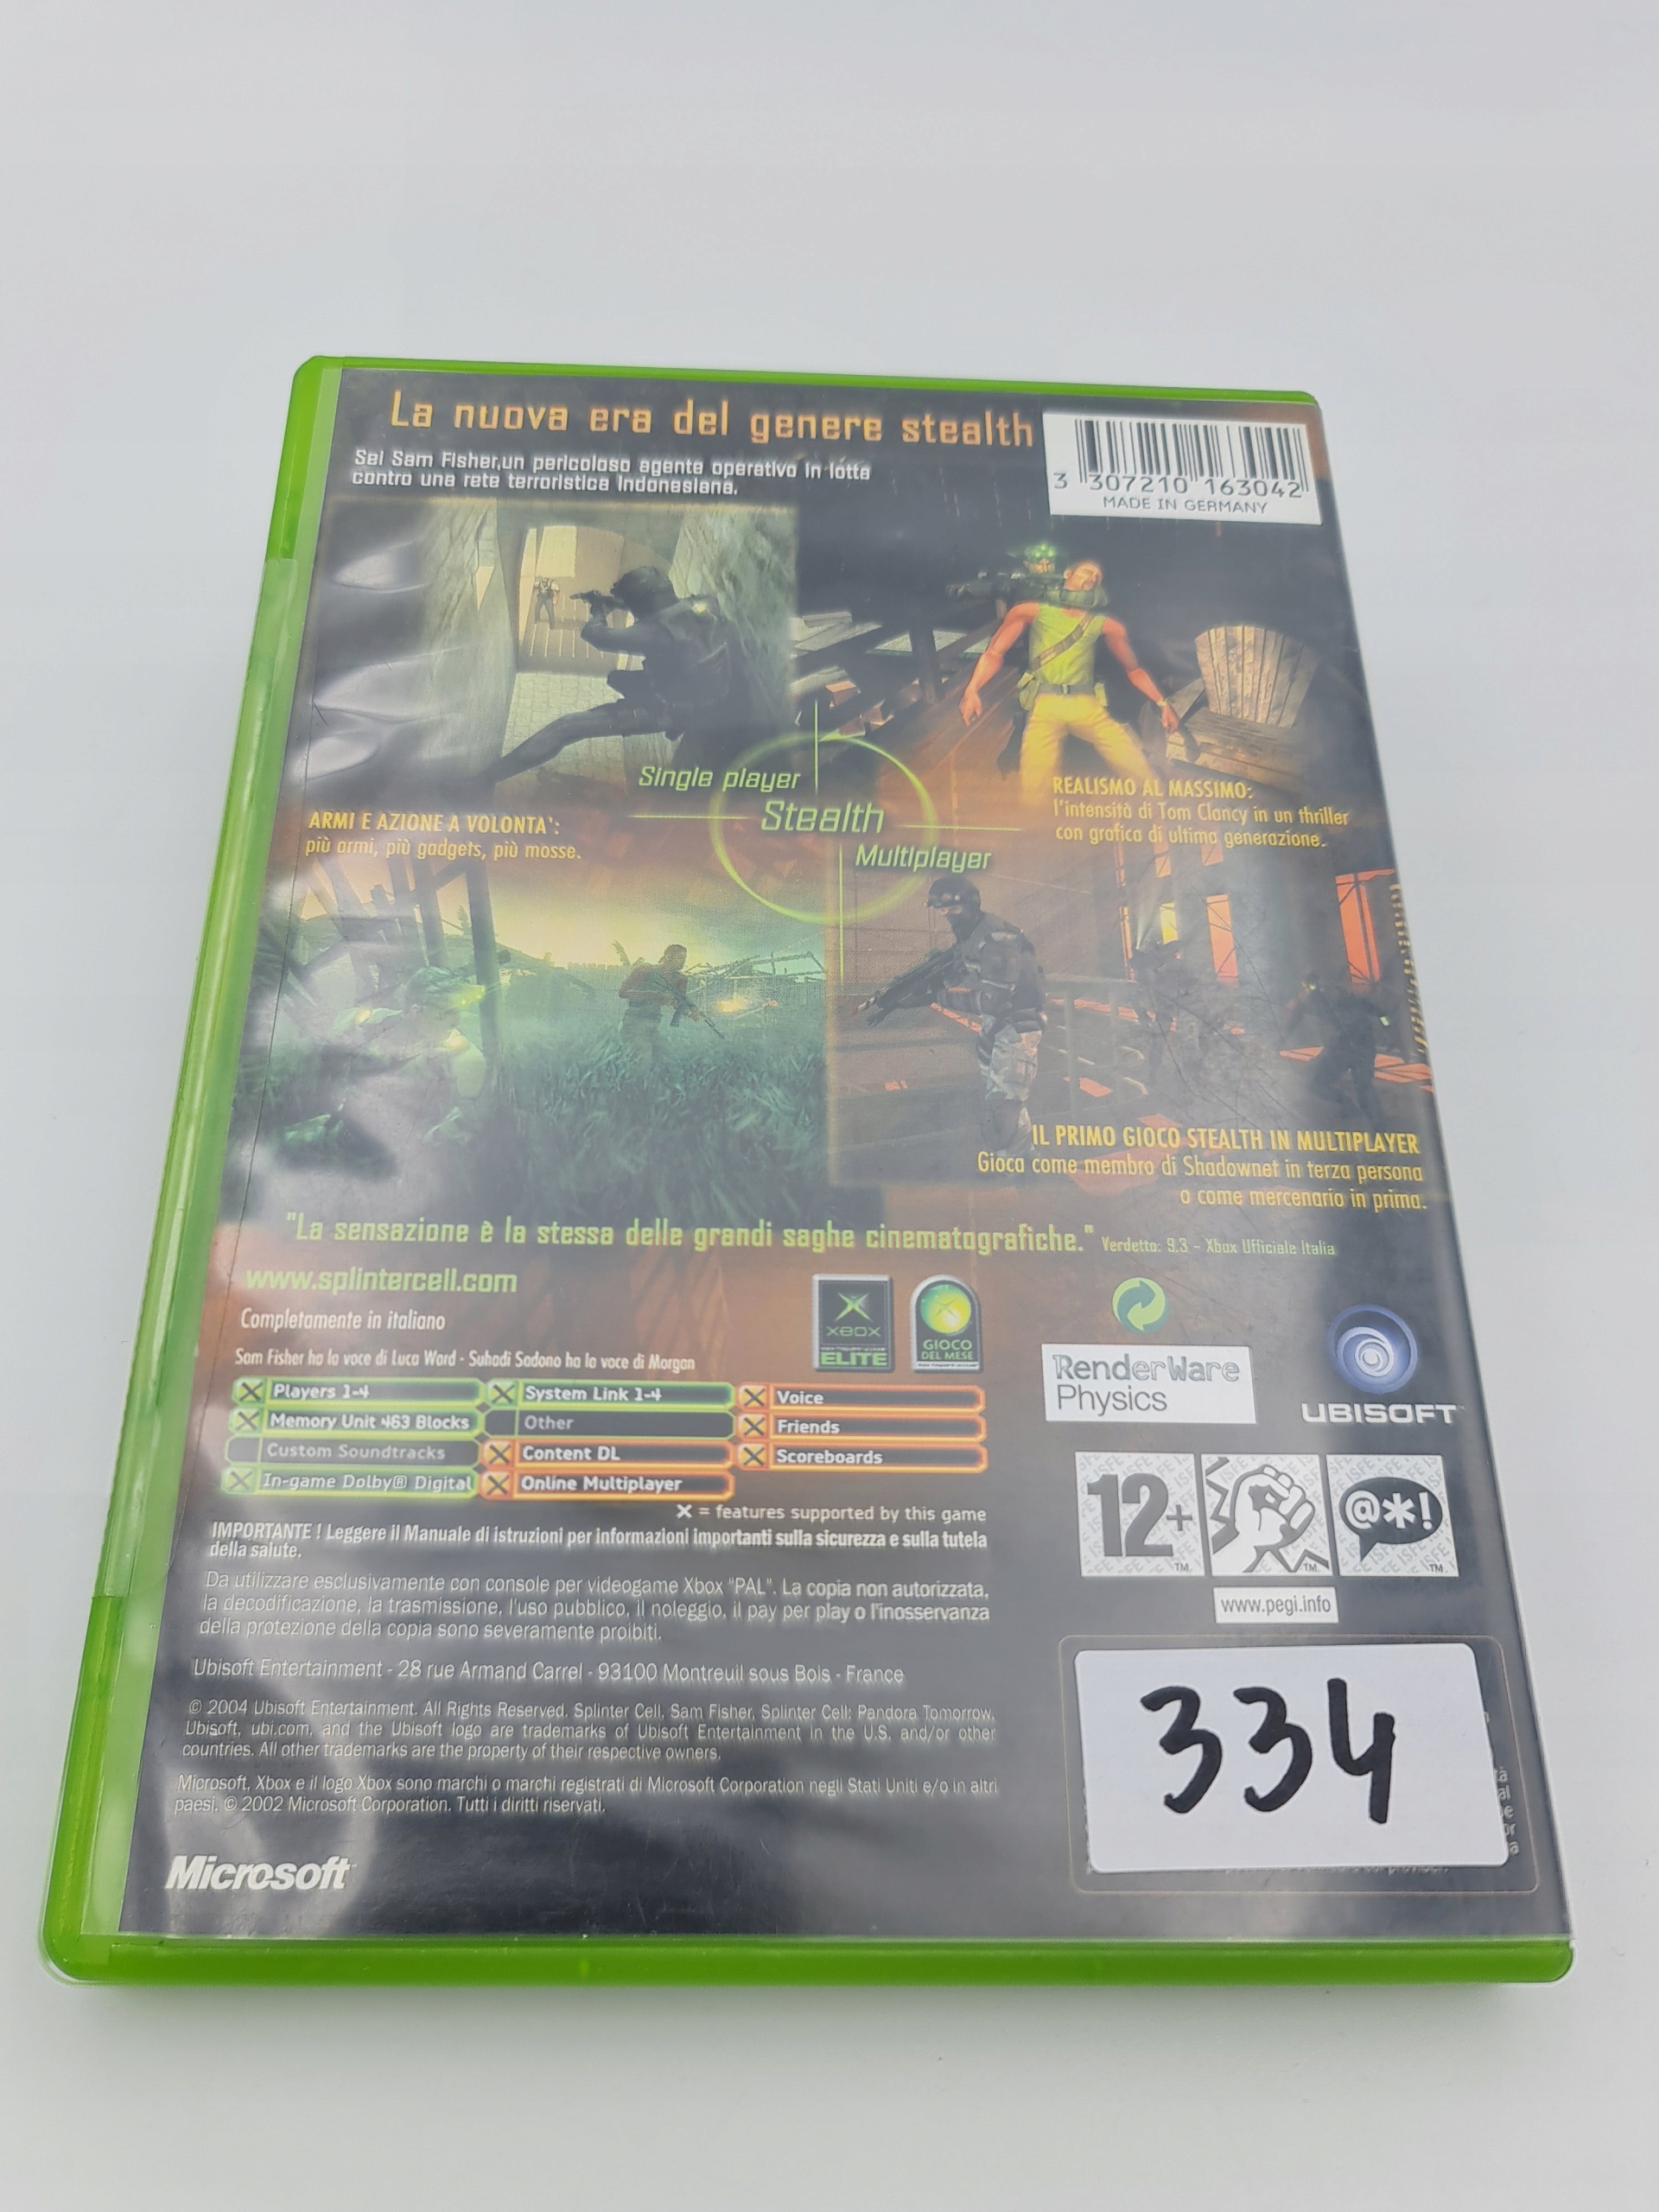 La nuova era del genere stealth
Sei Sam Fisher,un pericoloso agente operativo in lotta
contro una rete terroristica Indonesiana.
3 307210 163042
MADE IN GERMANY
Single player
Stealth
Multiplayer
ARMI E AZIONE A VOLONTA':
più armi, più gadgets, più mosse.
REALISMO AL MASSIMO:
l'intensità di Tom Clancy in un thriller
con grafica di ultima generazione.
IL PRIMO GIOCO STEALTH IN MULTIPLAYER
Gioca come membro di Shadownet in terza persona
o come mercenario in prima.
"La sensazione è la stessa delle grandi saghe cinematografiche." Verdetto: 9.3 - Xbox Ufficiale Italia
www.splintercell.com
Completamente in italiano
Sam Fisher ha la voce di Luca Ward - Suhadi Sadono ha la voce di Morgan
XBOX
ELITE
GIOCO
DEL MESE
RenderWare
Physics
UBISOFT
Players 1-4
System Link 1-4
Voice
Memory Unit 463 Blocks
Other
Friends
Custom Soundtracks
Content DL
Scoreboards
In-game Dolby® Digital
Online Multiplayer
X = features supported by this game
IMPORTANTE ! Leggere il Manuale di istruzioni per informazioni importanti sulla sicurezza e sulla tutela
della salute.
Da utilizzare esclusivamente con console per videogame Xbox "PAL". La copia non autorizzata,
la decodificazione, la trasmissione, l'uso pubblico, il noleggio, il pay per play o l'inosservanza
della protezione della copia sono severamente proibiti.
Ubisoft Entertainment - 28 rue Armand Carrel - 93100 Montreuil sous Bois - France
© 2004 Ubisoft Entertainment. All Rights Reserved. Splinter Cell, Sam Fisher, Splinter Cell: Pandora Tomorrow,
Ubisoft, ubi.com, and the Ubisoft logo are trademarks of Ubisoft Entertainment in the U.S. and/or other
countries. All other trademarks are the property of their respective owners.
Microsoft, Xbox e il logo Xbox sono marchi o marchi registrati di Microsoft Corporation negli Stati Uniti e/o in altri
paesi. © 2002 Microsoft Corporation. Tutti i diritti riservati.
Microsoft
12+
TM
TM
@*!
TM
www.pegi.info
334